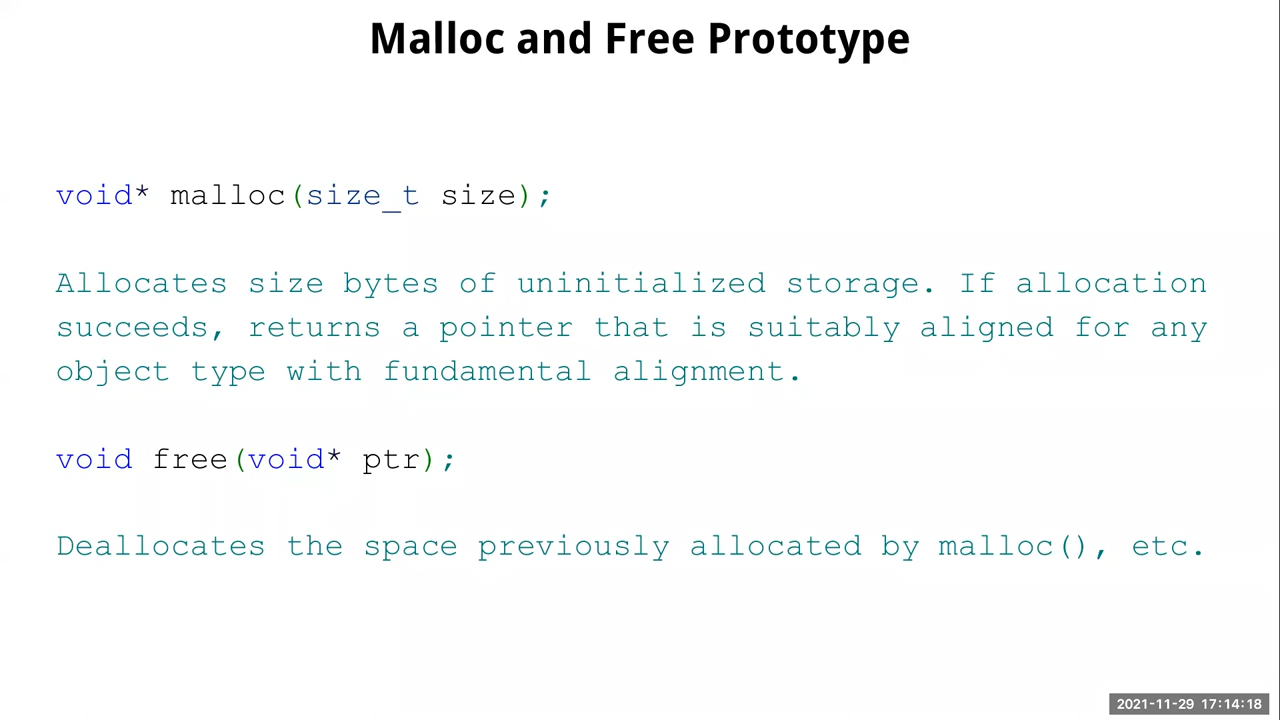 Malloc and Free Prototype
void* malloc(size_t size);
Allocates size bytes of uninitialized storage. If allocation
succeeds, returns a pointer that is suitably aligned for any
object type with fundamental alignment.
void free(void* ptr);
Deallocates the space previously allocated by malloc(), etc.
2021-11-29 17:14:18